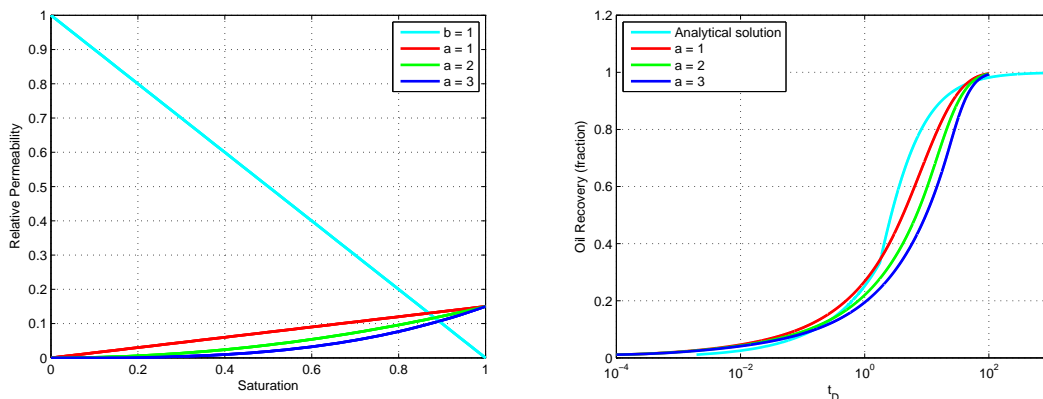 1
0.9
0.8
0.7
0.6
0.5
0.4
0.3
0.2
0.1
0
0 0.2 0.4 0.6 0.8 1
Saturation
Relative Permeability
b = 1
a = 1
a = 2
a = 3
1.2
1
0.8
0.6
0.4
0.2
0
10^-4 10^-2 10^0 10^2
t_D
Oil Recovery (fraction)
Analytical solution
a = 1
a = 2
a = 3